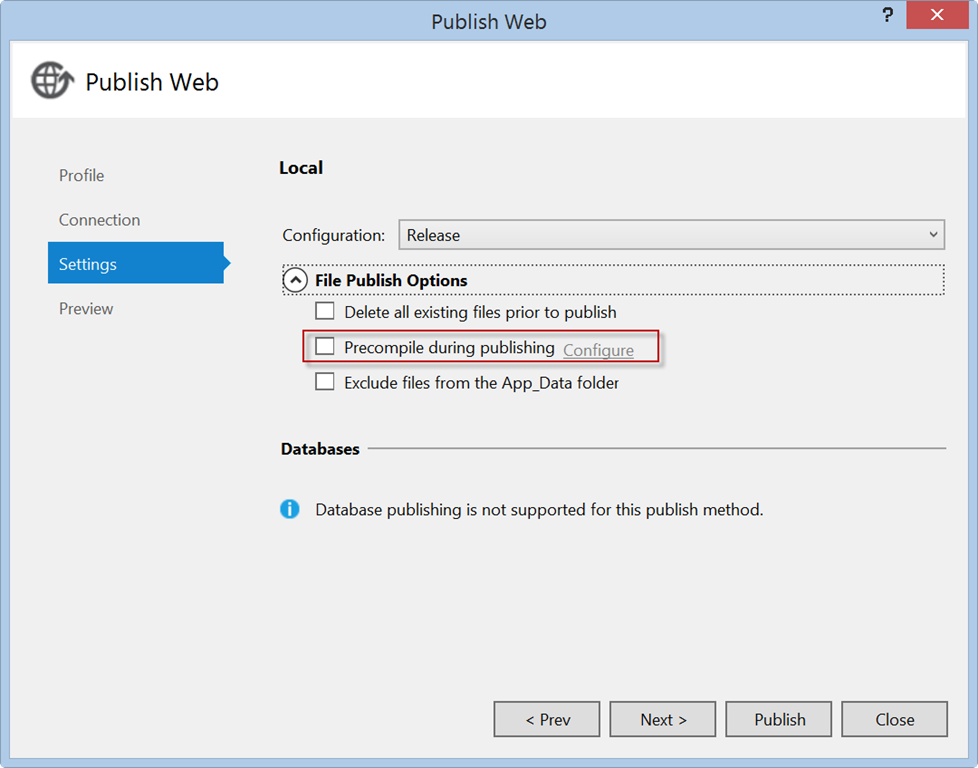 Publish Web
?
Publish Web
Profile
Connection
Settings
Preview
Local
Configuration: Release
File Publish Options
Delete all existing files prior to publish
Precompile during publishing Configure
Exclude files from the App_Data folder
Databases
Database publishing is not supported for this publish method.
< Prev Next > Publish Close